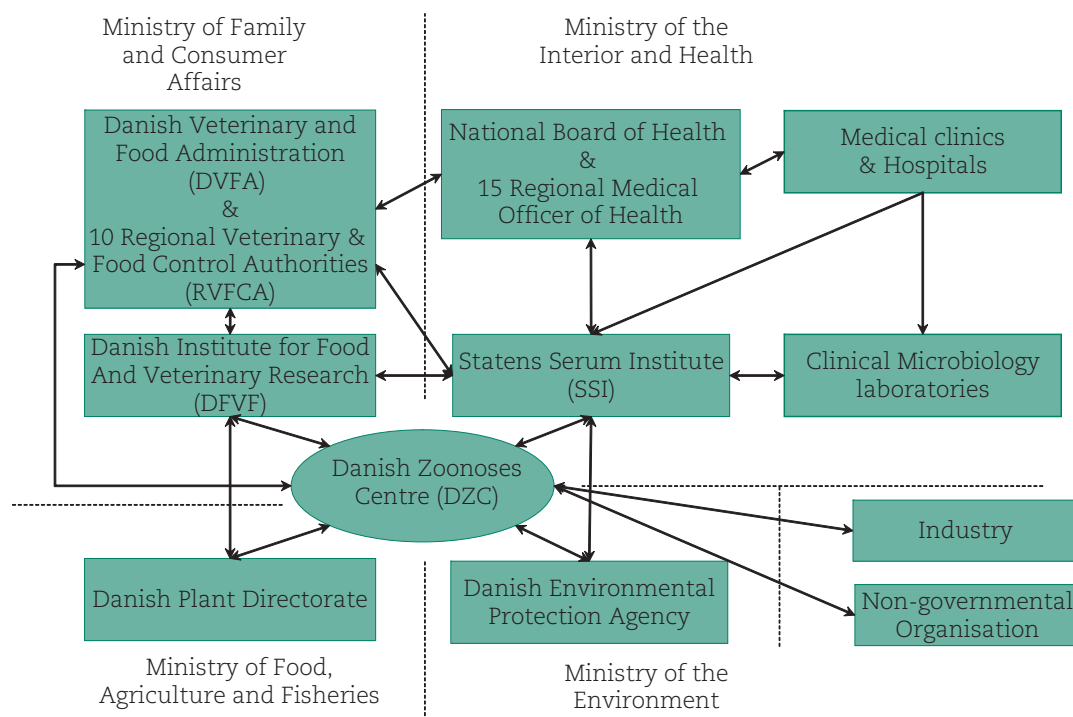 Ministry of Family
and Consumer
Affairs
Ministry of the
Interior and Health
Danish Veterinary and
Food Administration
(DVFA)
&
10 Regional Veterinary &
Food Control Authorities
(RVFCA)
National Board of Health
&
15 Regional Medical
Officer of Health
Medical clinics
& Hospitals
Danish Institute for Food
And Veterinary Research
(DFVF)
Statens Serum Institute
(SSI)
Clinical Microbiology
laboratories
Danish Zoonoses
Centre (DZC)
Industry
Danish Plant Directorate
Danish Environmental
Protection Agency
Non-governmental
Organisation
Ministry of Food,
Agriculture and Fisheries
Ministry of the
Environment